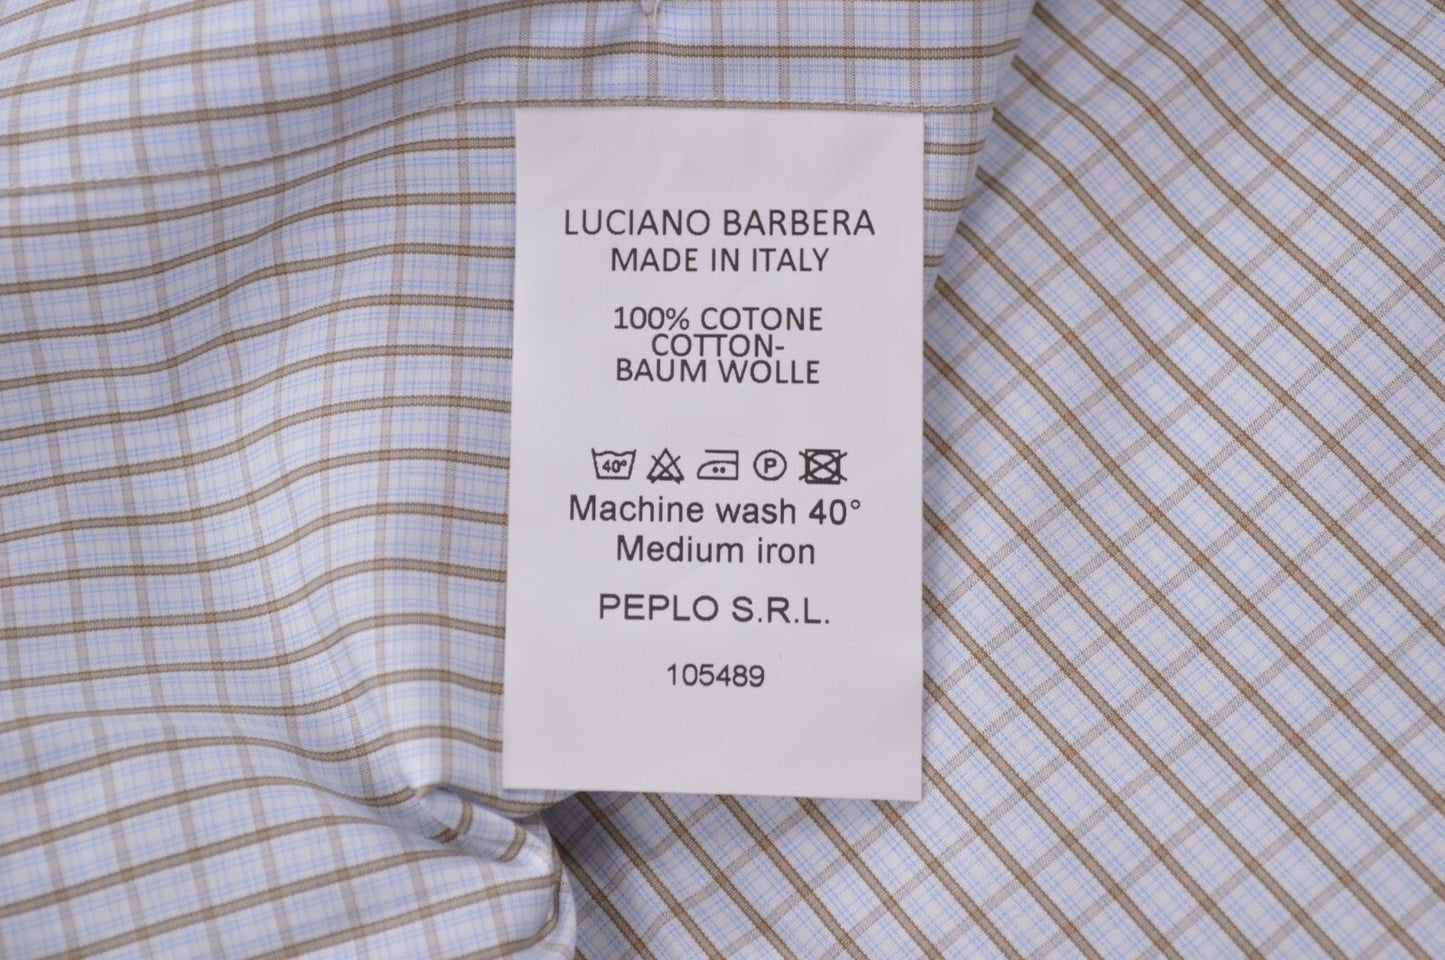 LUCIANO BARBERA
MADE IN ITALY
100% COTONE
COTTON-
BAUM WOLLE
40° P
Machine wash 40°
Medium iron
PEPLO S.R.L.
105489